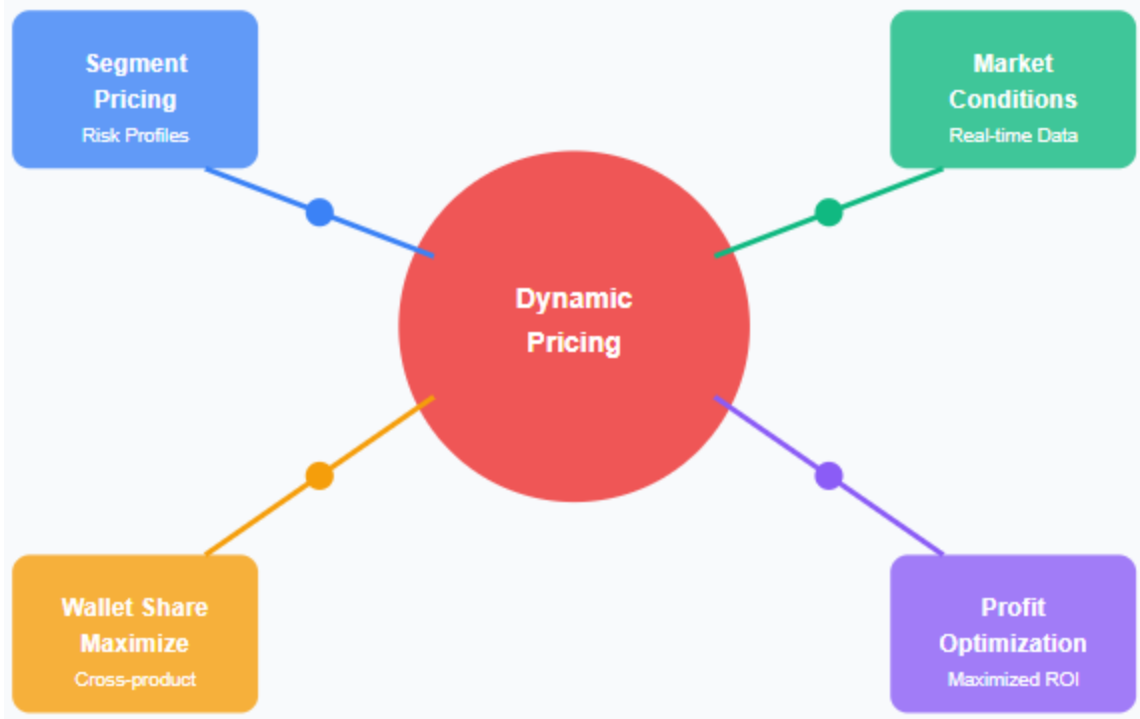 Segment
Pricing
Risk Profiles
Market
Conditions
Real-time Data
Dynamic
Pricing
Wallet Share
Maximize
Cross-product
Profit
Optimization
Maximized ROI